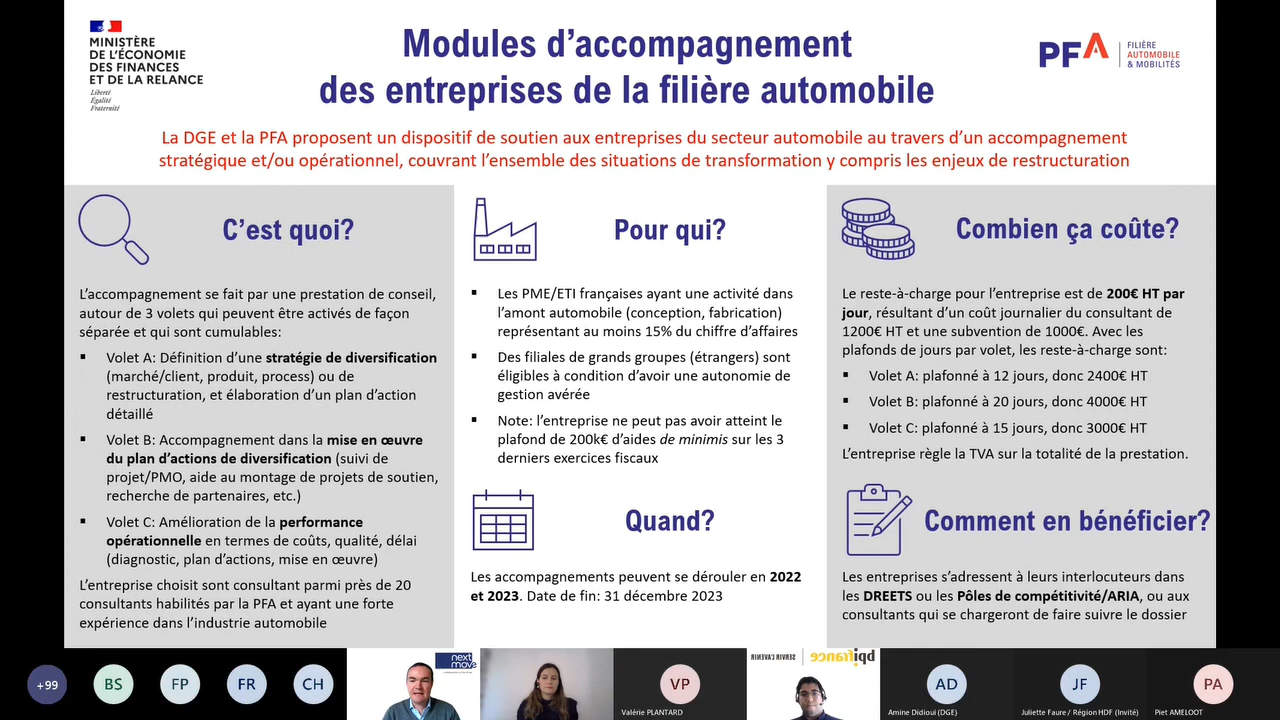 MINISTÈRE
DE L'ÉCONOMIE
DES FINANCES
ET DE LA RELANCE
Liberté
Égalité
Fraternité
Modules d'accompagnement
des entreprises de la filière automobile
PFA
FILIÈRE
AUTOMOBILE
& MOBILITÉS
La DGE et la PFA proposent un dispositif de soutien aux entreprises du secteur automobile au travers d'un accompagnement
stratégique et/ou opérationnel, couvrant l'ensemble des situations de transformation y compris les enjeux de restructuration
C'est quoi?
L'accompagnement se fait par une prestation de conseil,
autour de 3 volets qui peuvent être activés de façon
séparée et qui sont cumulables:
▪ Volet A: Définition d'une stratégie de diversification
(marché/client, produit, process) ou de
restructuration, et élaboration d'un plan d'action
détaillé
▪ Volet B: Accompagnement dans la mise en œuvre
du plan d'actions de diversification (suivi de
projet/PMO, aide au montage de projets de soutien,
recherche de partenaires, etc.)
▪ Volet C: Amélioration de la performance
opérationnelle en termes de coûts, qualité, délai
(diagnostic, plan d'actions, mise en œuvre)
L'entreprise choisit sont consultant parmi près de 20
consultants habilités par la PFA et ayant une forte
expérience dans l'industrie automobile
Pour qui?
▪ Les PME/ETI françaises ayant une activité dans
l'amont automobile (conception, fabrication)
représentant au moins 15% du chiffre d'affaires
▪ Des filiales de grands groupes (étrangers) sont
éligibles à condition d'avoir une autonomie de
gestion avérée
▪ Note: l'entreprise ne peut pas avoir atteint le
plafond de 200k€ d'aides de minimis sur les 3
derniers exercices fiscaux
Quand?
Les accompagnements peuvent se dérouler en 2022
et 2023. Date de fin: 31 décembre 2023
Combien ça coûte?
Le reste-à-charge pour l'entreprise est de 200€ HT par
jour, résultant d'un coût journalier du consultant de
1200€ HT et une subvention de 1000€. Avec les
plafonds de jours par volet, les reste-à-charge sont:
▪ Volet A: plafonné à 12 jours, donc 2400€ HT
▪ Volet B: plafonné à 20 jours, donc 4000€ HT
▪ Volet C: plafonné à 15 jours, donc 3000€ HT
L'entreprise règle la TVA sur la totalité de la prestation.
Comment en bénéficier?
Les entreprises s'adressent à leurs interlocuteurs dans
les DREETS ou les Pôles de compétitivité/ARIA, ou aux
consultants qui se chargeront de faire suivre le dossier
+99
BS
FP
FR
CH
next
move
VP
Valérie PLANTARD
SERVIR L'AVENIR
bpifrance
AD
Amine Didioui (DGE)
JF
Juliette Faure / Région HDF (Invité)
PA
Piet AMELOOT